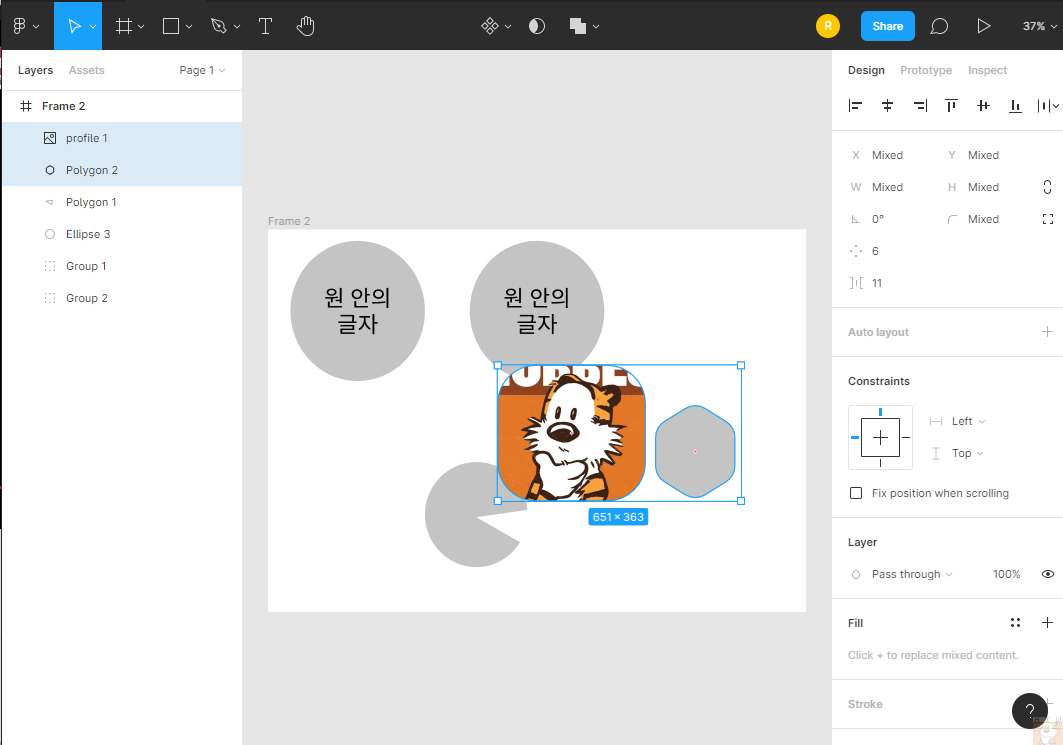 R
Share
37%
Layers
Assets
Page 1
Frame 2
profile 1
Polygon 2
Polygon 1
Ellipse 3
Group 1
Group 2
Frame 2
원 안의
글자
원 안의
글자
651 × 363
Design
Prototype
Inspect
X Mixed
Y Mixed
W Mixed
H Mixed
0°
Mixed
6
11
Auto layout
Constraints
Left
Top
Fix position when scrolling
Layer
Pass through
100%
Fill
Click + to replace mixed content.
Stroke
?